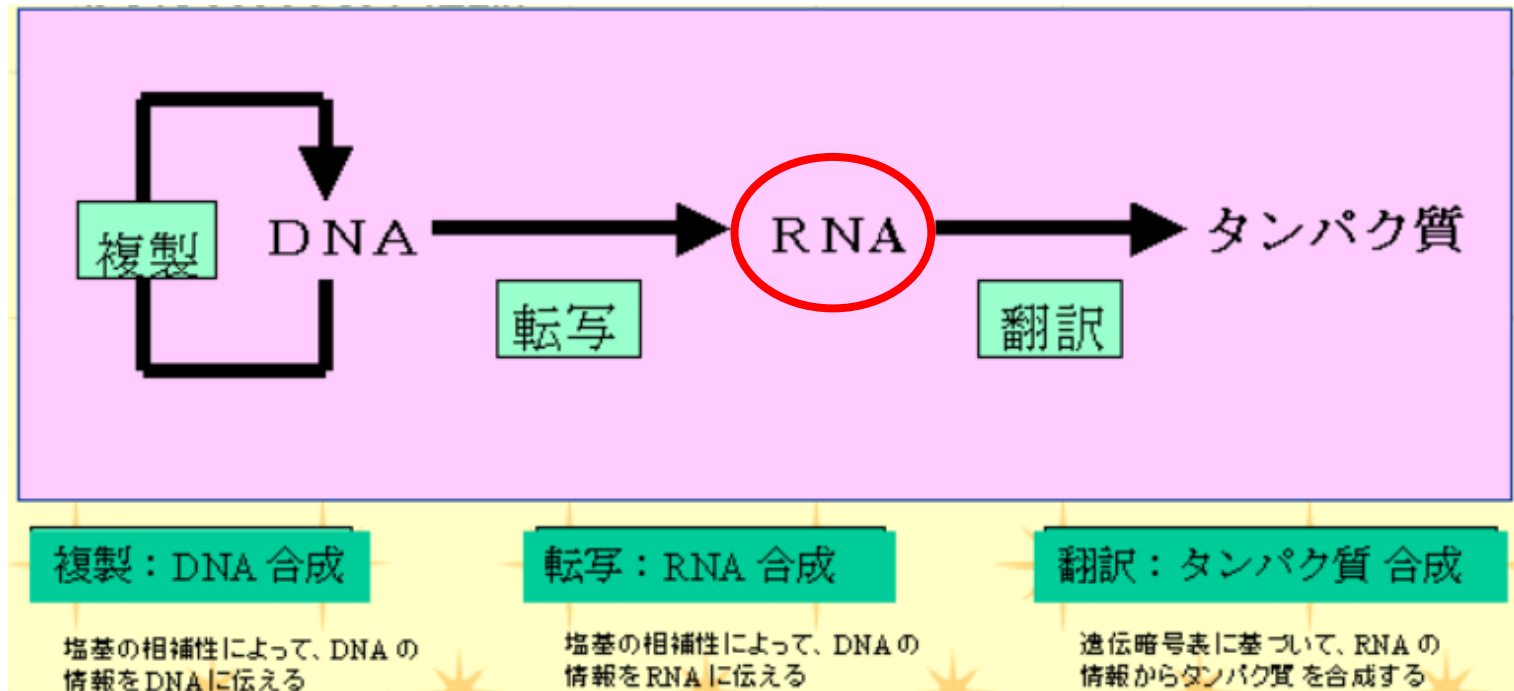 複製
DNA
転写
RNA
翻訳
タンパク質
複製：DNA 合成
塩基の相補性によって、DNA の
情報をDNAに伝える
転写：RNA 合成
塩基の相補性によって、DNA の
情報をRNAに伝える
翻訳：タンパク質 合成
遺伝暗号表に基づいて、RNA の
情報からタンパク質 を合成する